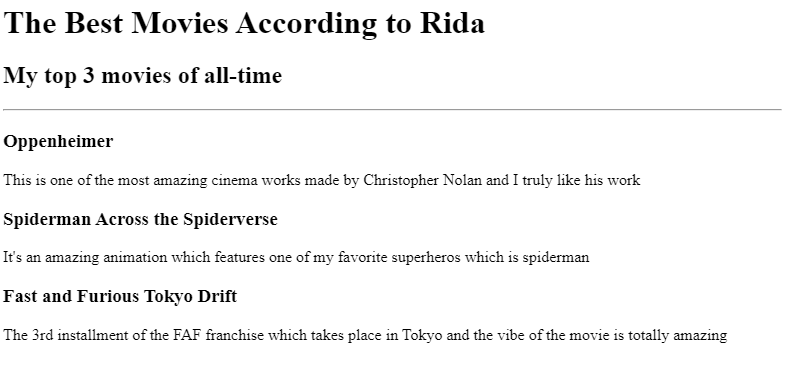 The Best Movies According to Rida
My top 3 movies of all-time
Oppenheimer
This is one of the most amazing cinema works made by Christopher Nolan and I truly like his work
Spiderman Across the Spiderverse
It's an amazing animation which features one of my favorite superheros which is spiderman
Fast and Furious Tokyo Drift
The 3rd installment of the FAF franchise which takes place in Tokyo and the vibe of the movie is totally amazing